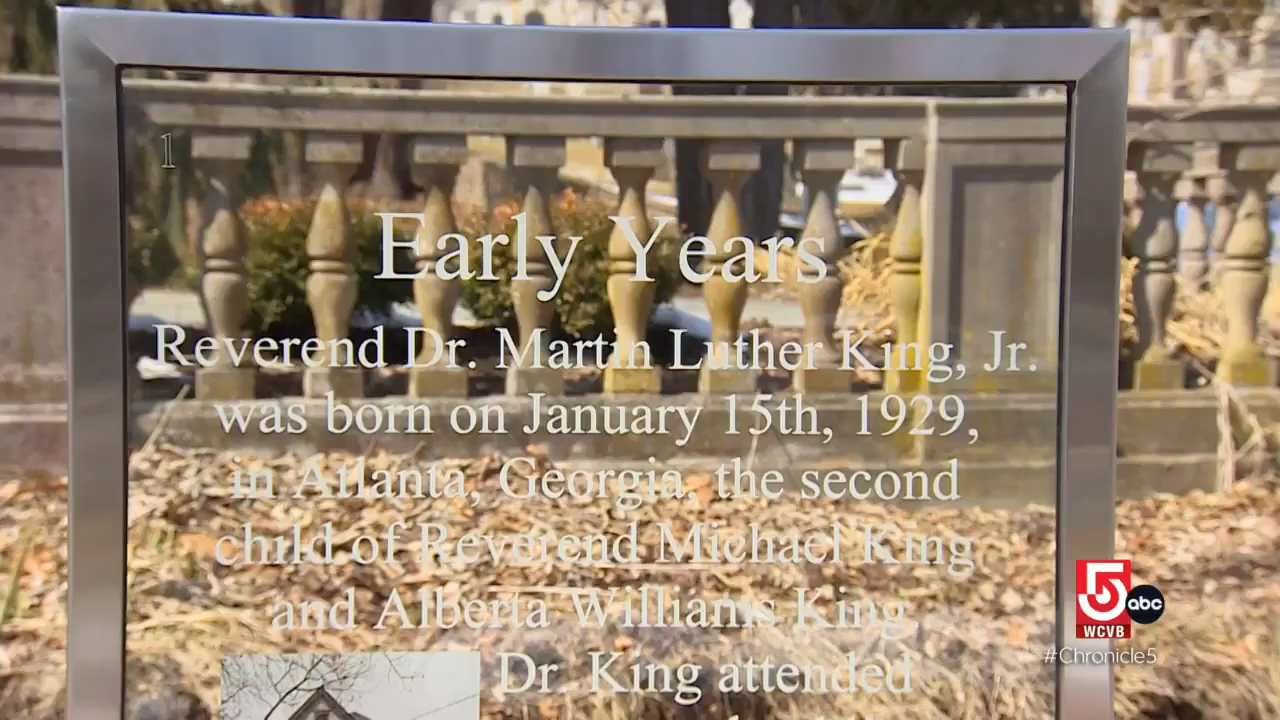 1
Early Years
Reverend Dr. Martin Luther King, Jr.
was born on January 15th, 1929,
in Atlanta, Georgia, the second
child of Reverend Michael King
and Alberta Williams King.
Dr. King attended
5 abc
WCVB
#Chronicle5